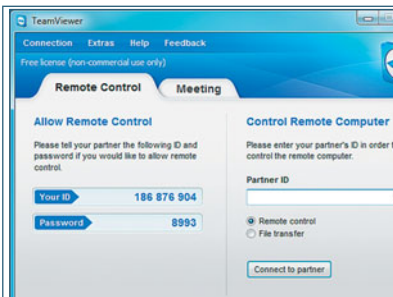 TeamViewer
Connection Extras Help Feedback
Free license (non-commercial use only)
Remote Control Meeting
Allow Remote Control
Please tell your partner the following ID and
password if you would like to allow remote
control.
Your ID 186 876 904
Password 8993
Control Remote Computer
Please enter your partner's ID in order t
control the remote computer.
Partner ID
Remote control
File transfer
Connect to partner